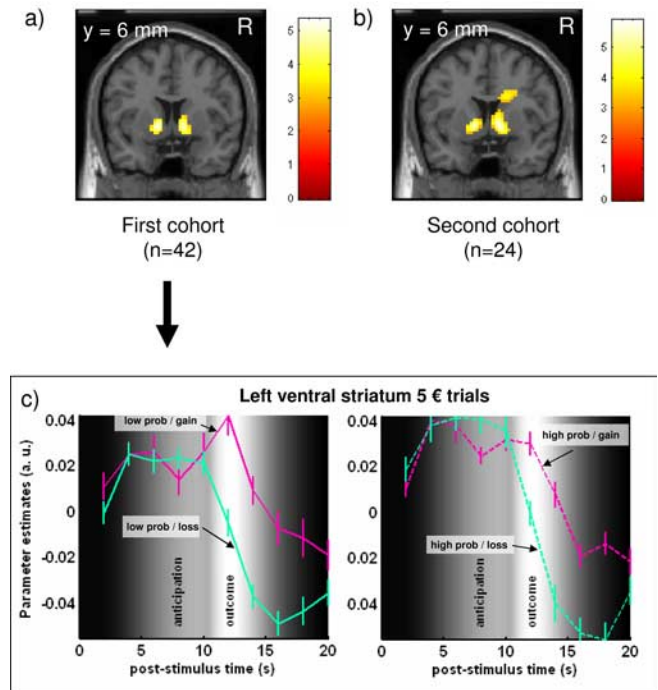 a)
y = 6 mm
R
5
4
3
2
1
0
First cohort
(n=42)
b)
y = 6 mm
R
5
4
3
2
1
0
Second cohort
(n=24)
c)
Left ventral striatum 5 € trials
Parameter estimates (a. u.)
0.04
0.02
0
-0.02
-0.04
low prob / gain
low prob / loss
anticipation
outcome
0 5 10 15 20
post-stimulus time (s)
0.04
0.02
0
-0.02
-0.04
high prob / gain
high prob / loss
anticipation
outcome
0 5 10 15 20
post-stimulus time (s)